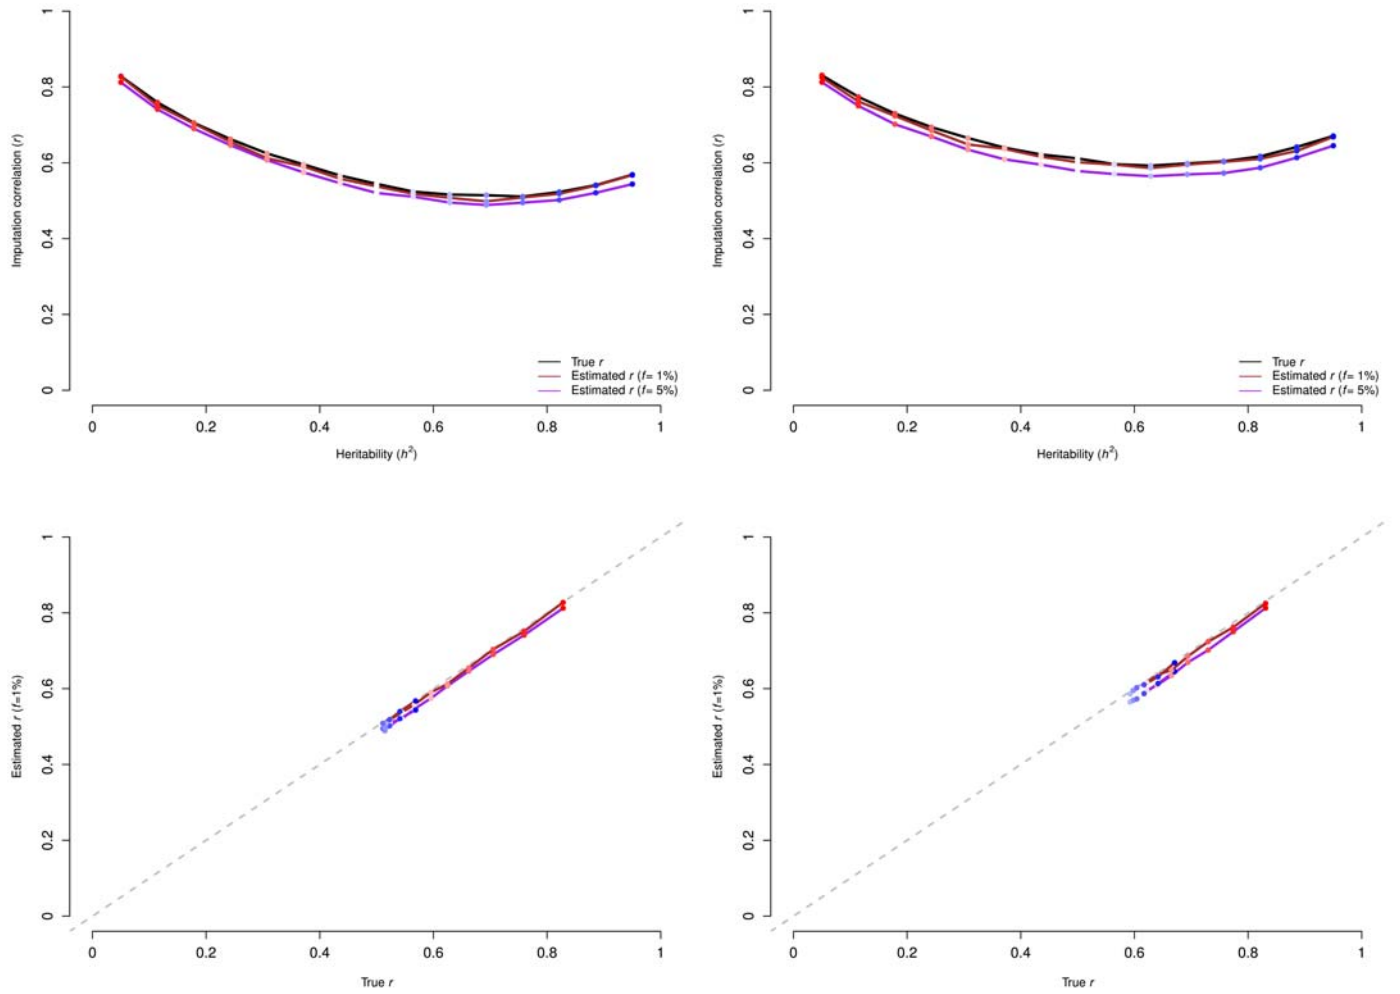 1
0.8
0.6
0.4
0.2
0
Imputation correlation (r)
True r
Estimated r (f= 1%)
Estimated r (f= 5%)
0 0.2 0.4 0.6 0.8 1
Heritability (h²)
1
0.8
0.6
0.4
0.2
0
Imputation correlation (r)
True r
Estimated r (f= 1%)
Estimated r (f= 5%)
0 0.2 0.4 0.6 0.8 1
Heritability (h²)
1
0.8
0.6
0.4
0.2
0
Estimated r (f=1%)
0 0.2 0.4 0.6 0.8 1
True r
1
0.8
0.6
0.4
0.2
0
Estimated r (f=1%)
0 0.2 0.4 0.6 0.8 1
True r